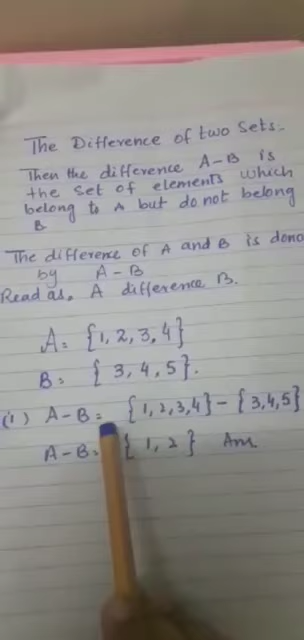 The Difference of two Sets:-
Then the difference A-B is
the set of elements which
belong to A but do not belong
B
The difference of A and B is deno
by A-B
Read as, A difference B.
A= {1,2,3,4}
B= { 3,4,5}.
(1) A-B= {1,2,3,4}-{3,4,5}
A-B= { 1,2 } Ans